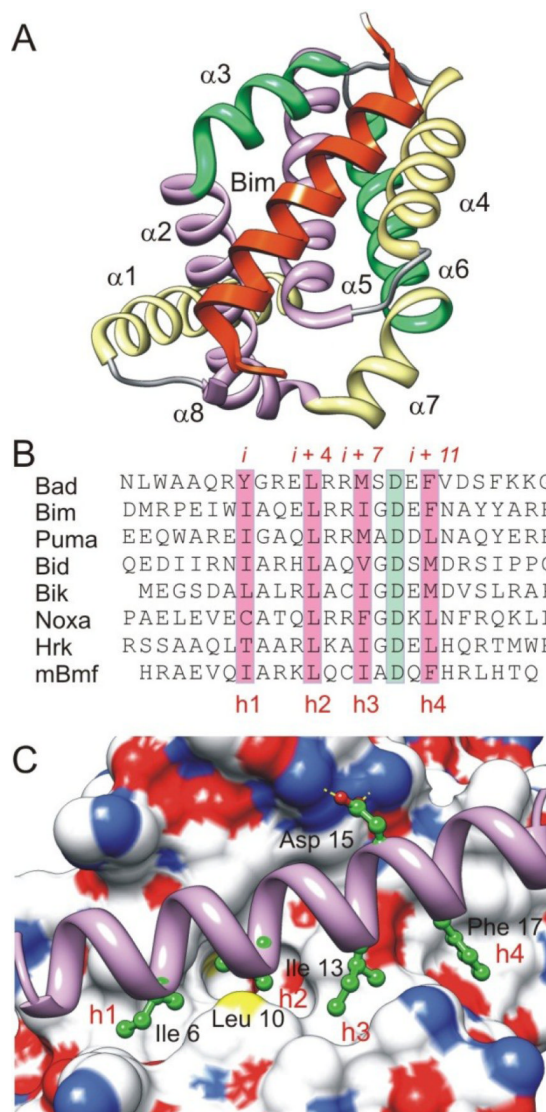 A
α3
Bim
α4
α2
α1
α5
α6
α7
α8
B
i i + 4 i + 7 i + 11
Bad NLWAAQRYGRELRRMSDEFVDSFKK
Bim DMRPEIWIAQELRRIGDEFNAYYAR
Puma EEQWAREIGAQLRRMADDLNAQYER
Bid QEDIIRNIARHLAQVGDSMDRSIPP
Bik MEGSDALALRLACIGDEMDVSLRA
Noxa PAELEVECATQLRRFGDKLNFRQKL
Hrk RSSAAQLTAARLKAIGDELHQRTMW
mBmf HRAEVQIARKLQCIADQFHRLHTQ
h1 h2 h3 h4
C
Asp 15
Phe 17
h4
Ile 13
h2
h1
Leu 10
Ile 6
h3